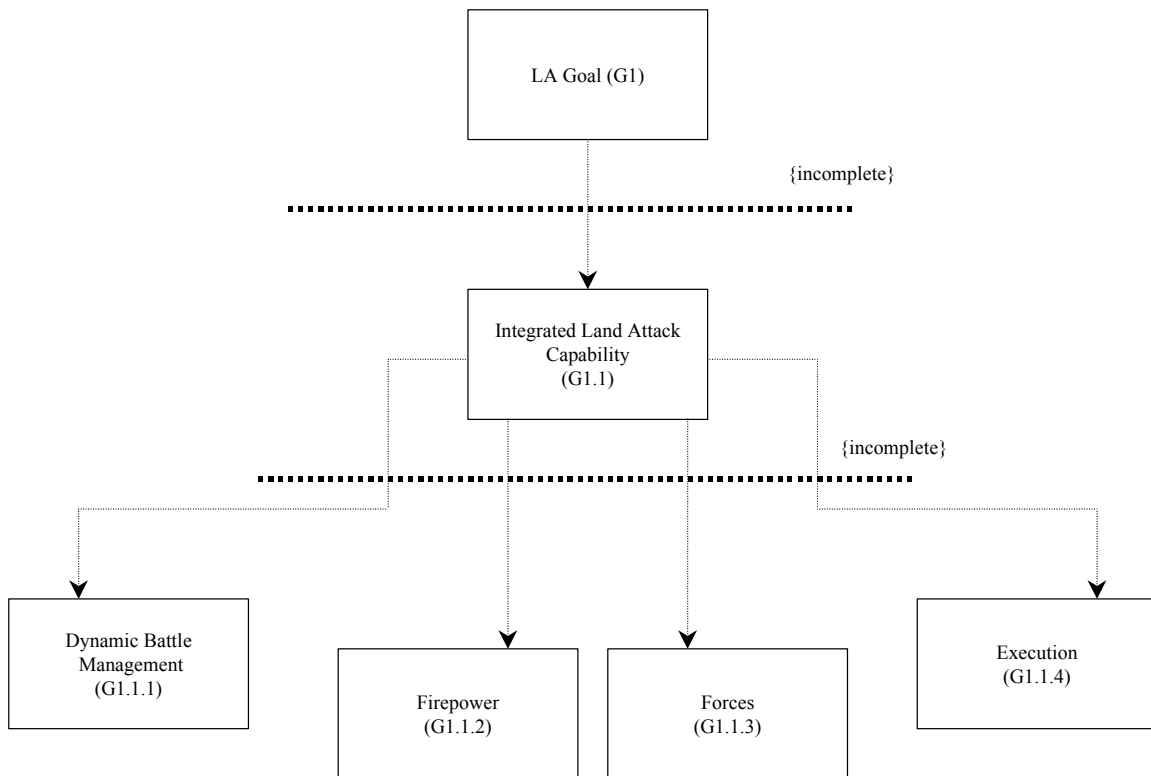 LA Goal (G1)
{incomplete}
Integrated Land Attack
Capability
(G1.1)
{incomplete}
Dynamic Battle
Management
(G1.1.1)
Firepower
(G1.1.2)
Forces
(G1.1.3)
Execution
(G1.1.4)